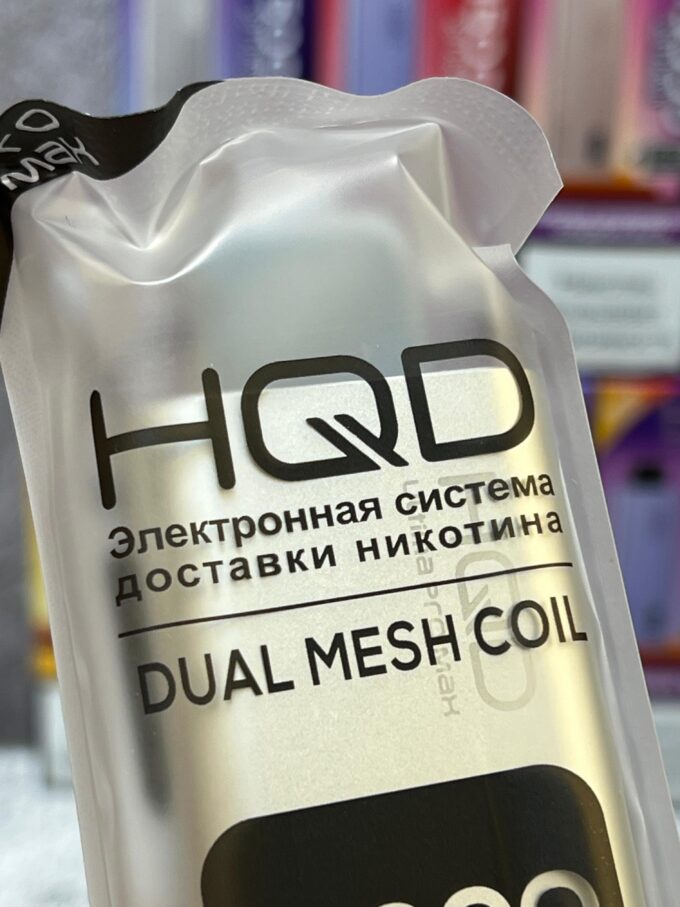 HQD
Электронная система
доставки никотина
DUAL MESH COIL